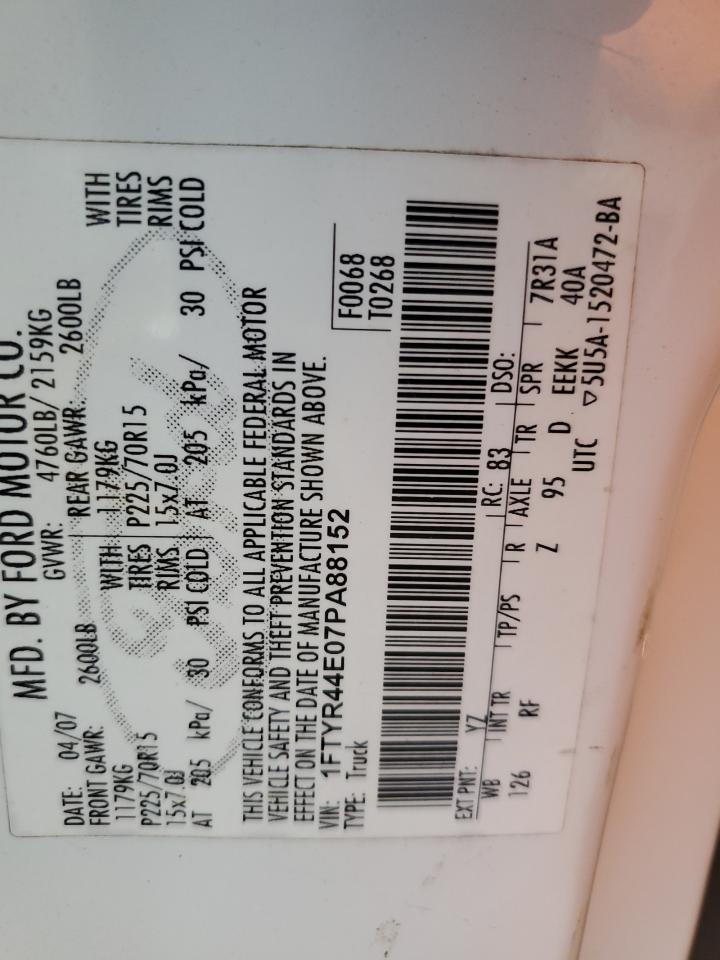 MFD. BY FORD MOTOR CO.
DATE: 04/07 GVWR: 4760LB/ 2159KG
FRONT GAWR: 2600LB REAR GAWR: 2600LB
1179KG WITH 1179KG WITH
P225/70R15 TIRES P225/70R15 TIRES
15x7.0J RIMS 15x7.0J RIMS
AT 205 kPa/ 30 PSI COLD AT 205 kPa/ 30 PSI COLD
THIS VEHICLE CONFORMS TO ALL APPLICABLE FEDERAL MOTOR
VEHICLE SAFETY AND THEFT PREVENTION STANDARDS IN
EFFECT ON THE DATE OF MANUFACTURE SHOWN ABOVE.
VIN: 1FTYR44E07PA88152 F0068
TYPE: Truck T0268
EXT PNT: YZ RC: 83 DSO:
WB INT TR TP/PS R AXLE TR SPR 7R31A
126 RF Z 95 D EEKK 40A
UTC ▽5U5A-1520472-BA